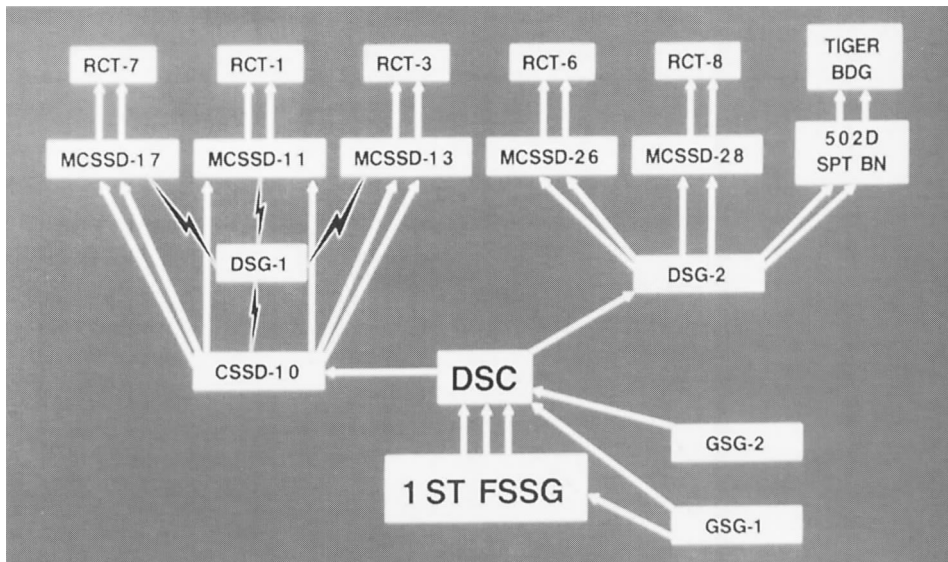 RCT-7
RCT-1
RCT-3
RCT-6
RCT-8
TIGER
BDG
MCSSD-17
MCSSD-11
MCSSD-13
MCSSD-26
MCSSD-28
502D
SPT BN
DSG-1
DSG-2
CSSD-10
DSC
GSG-2
1ST FSSG
GSG-1